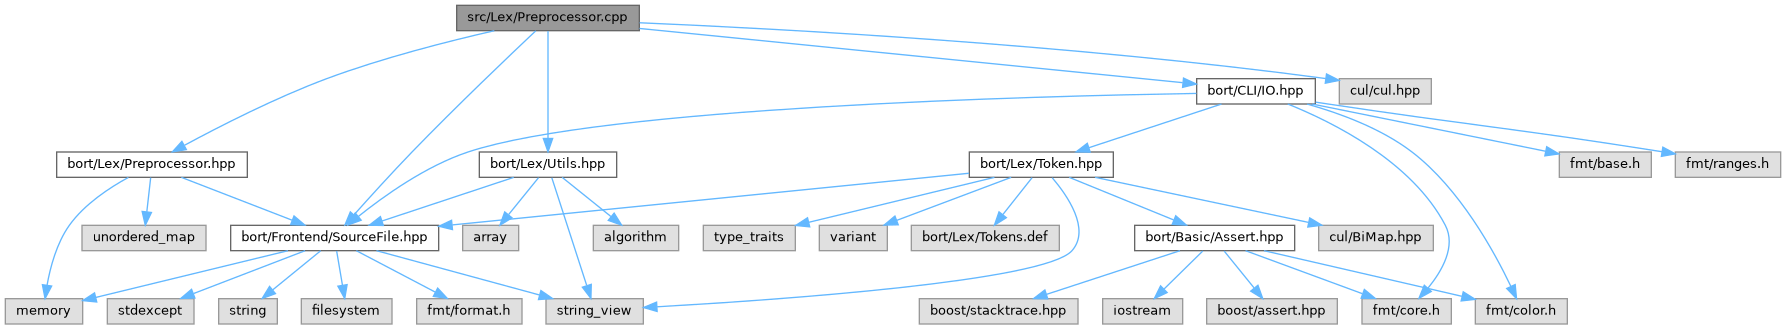 src/Lex/Preprocessor.cpp
bort/CLI/IO.hpp
cul/cul.hpp
bort/Lex/Preprocessor.hpp
bort/Lex/Utils.hpp
bort/Lex/Token.hpp
fmt/base.h
fmt/ranges.h
unordered_map
bort/Frontend/SourceFile.hpp
array
algorithm
type_traits
variant
bort/Lex/Tokens.def
bort/Basic/Assert.hpp
cul/BiMap.hpp
memory
stdexcept
string
filesystem
fmt/format.h
string_view
boost/stacktrace.hpp
iostream
boost/assert.hpp
fmt/core.h
fmt/color.h